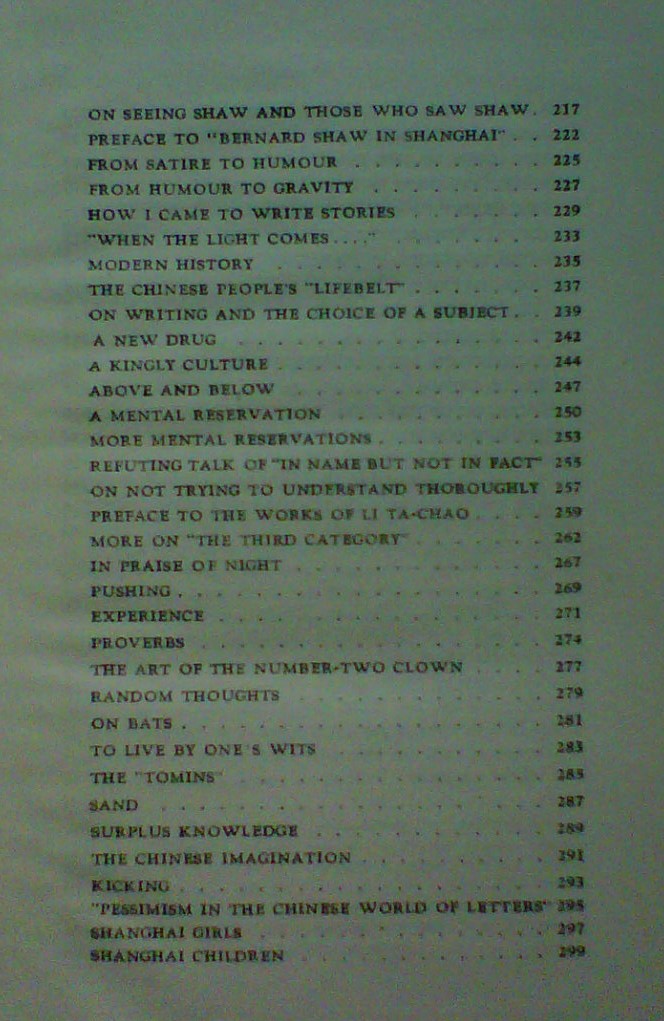 ON SEEING SHAW AND THOSE WHO SAW SHAW. 217
PREFACE TO "BERNARD SHAW IN SHANGHAI" . . 222
FROM SATIRE TO HUMOUR . . . . . . . . . . 225
FROM HUMOUR TO GRAVITY . . . . . . . . . 227
HOW I CAME TO WRITE STORIES . . . . . . . 229
"WHEN THE LIGHT COMES . . . ." . . . . . . . . 233
MODERN HISTORY . . . . . . . . . . . . . . 235
THE CHINESE PEOPLE'S "LIFEBELT" . . . . . . . 237
ON WRITING AND THE CHOICE OF A SUBJECT . . 239
A NEW DRUG . . . . . . . . . . . . . . . . 242
A KINGLY CULTURE . . . . . . . . . . . . . . 244
ABOVE AND BELOW . . . . . . . . . . . . . . 247
A MENTAL RESERVATION . . . . . . . . . . . 250
MORE MENTAL RESERVATIONS . . . . . . . . . 253
REFUTING TALK OF "IN NAME BUT NOT IN FACT" 255
ON NOT TRYING TO UNDERSTAND THOROUGHLY 257
PREFACE TO THE WORKS OF LI TA-CHAO . . . . 259
MORE ON "THE THIRD CATEGORY" . . . . . . . 262
IN PRAISE OF NIGHT . . . . . . . . . . . . . 267
PUSHING . . . . . . . . . . . . . . . . . . . 269
EXPERIENCE . . . . . . . . . . . . . . . . . 271
PROVERBS . . . . . . . . . . . . . . . . . . 274
THE ART OF THE NUMBER-TWO CLOWN . . . . 277
RANDOM THOUGHTS . . . . . . . . . . . . . 279
ON BATS . . . . . . . . . . . . . . . . . . . 281
TO LIVE BY ONE'S WITS . . . . . . . . . . . 283
THE "TOMINS" . . . . . . . . . . . . . . . . 285
SAND . . . . . . . . . . . . . . . . . . . . 287
SURPLUS KNOWLEDGE . . . . . . . . . . . . 289
THE CHINESE IMAGINATION . . . . . . . . . . 291
KICKING . . . . . . . . . . . . . . . . . . . 293
"PESSIMISM IN THE CHINESE WORLD OF LETTERS" 295
SHANGHAI GIRLS . . . . . . . . . . . . . . . 297
SHANGHAI CHILDREN . . . . . . . . . . . . . 299